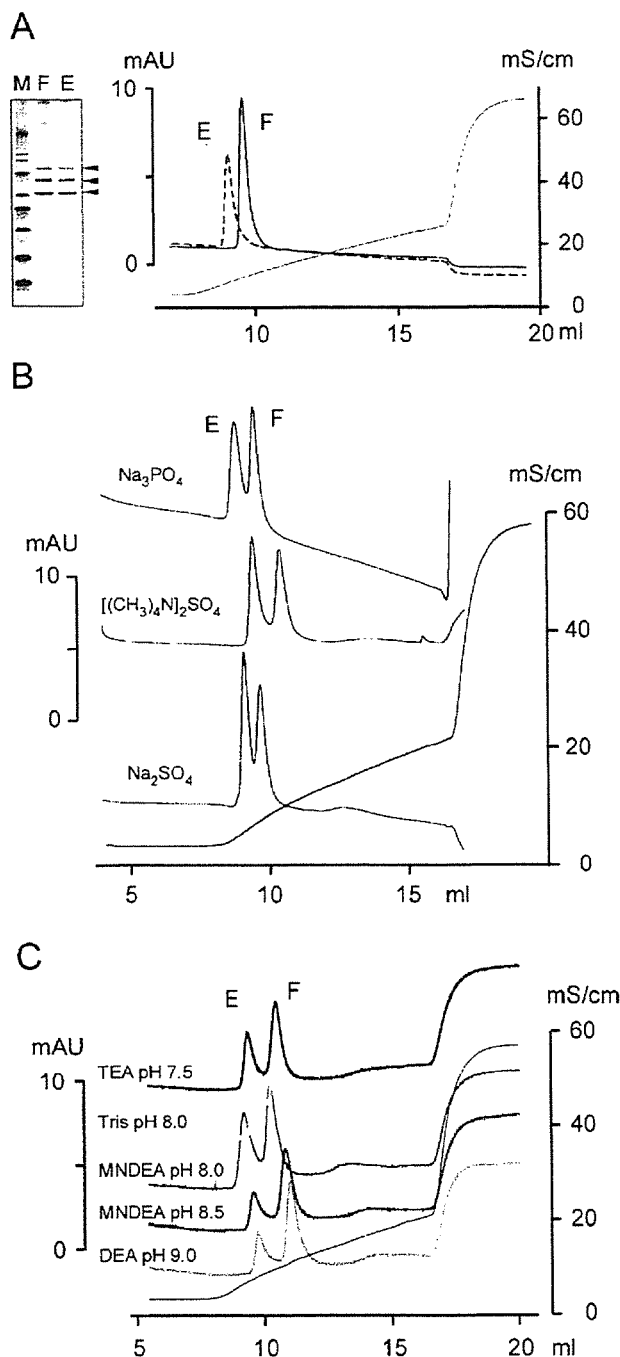 A
M F E
mAU
mS/cm
10
0
E
F
60
40
20
0
10
15
20 ml
B
E
F
Na₃PO₄
mS/cm
mAU
10
0
[(CH₃)₄N]₂SO₄
Na₂SO₄
60
40
20
0
5
10
15
ml
C
E
F
mS/cm
mAU
10
0
TEA pH 7.5
Tris pH 8.0
MNDEA pH 8.0
MNDEA pH 8.5
DEA pH 9.0
60
40
20
0
5
10
15
20
ml